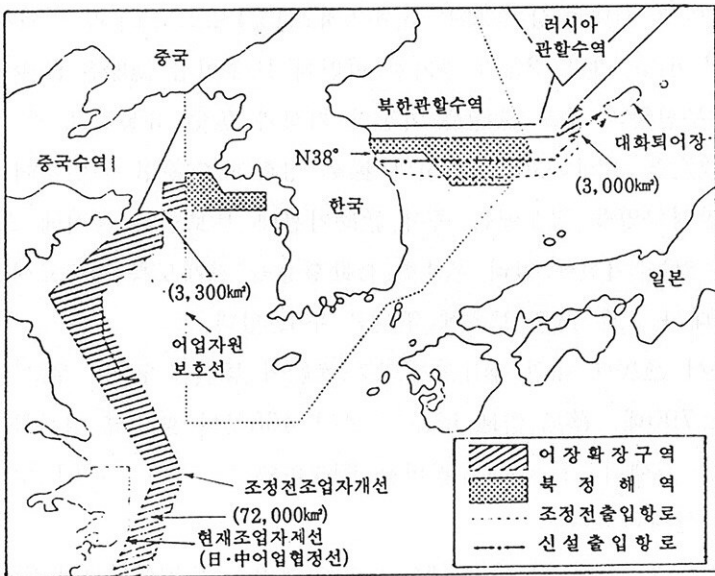 중국
러시아
관할수역
북한관할수역
대화퇴어장
(3,000㎢)
N38°
중국수역
한국
(3,300㎢)
일본
어업자원
보호선
조정전조업자개선
(72,000㎢)
현재조업자제선
(日·中어업협정선)
어장확장구역
북정해역
조정전출입항로
신설출입항로